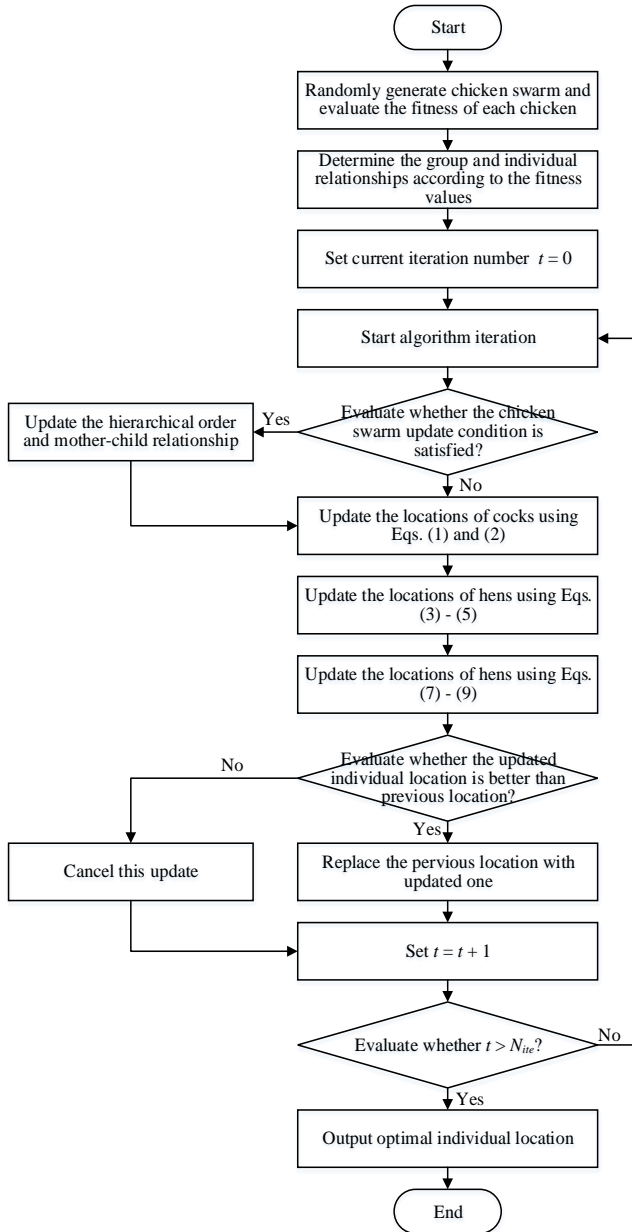 Start
Randomly generate chicken swarm and
evaluate the fitness of each chicken
Determine the group and individual
relationships according to the fitness
values
Set current iteration number t = 0
Start algorithm iteration
Evaluate whether the chicken
swarm update condition is
satisfied?
Yes
Update the hierarchical order
and mother-child relationship
No
Update the locations of cocks using
Eqs. (1) and (2)
Update the locations of hens using Eqs.
(3) - (5)
Update the locations of hens using Eqs.
(7) - (9)
Evaluate whether the updated
individual location is better than
previous location?
No
Yes
Cancel this update
Replace the pervious location with
updated one
Set t = t + 1
Evaluate whether t > Nite?
No
Yes
Output optimal individual location
End